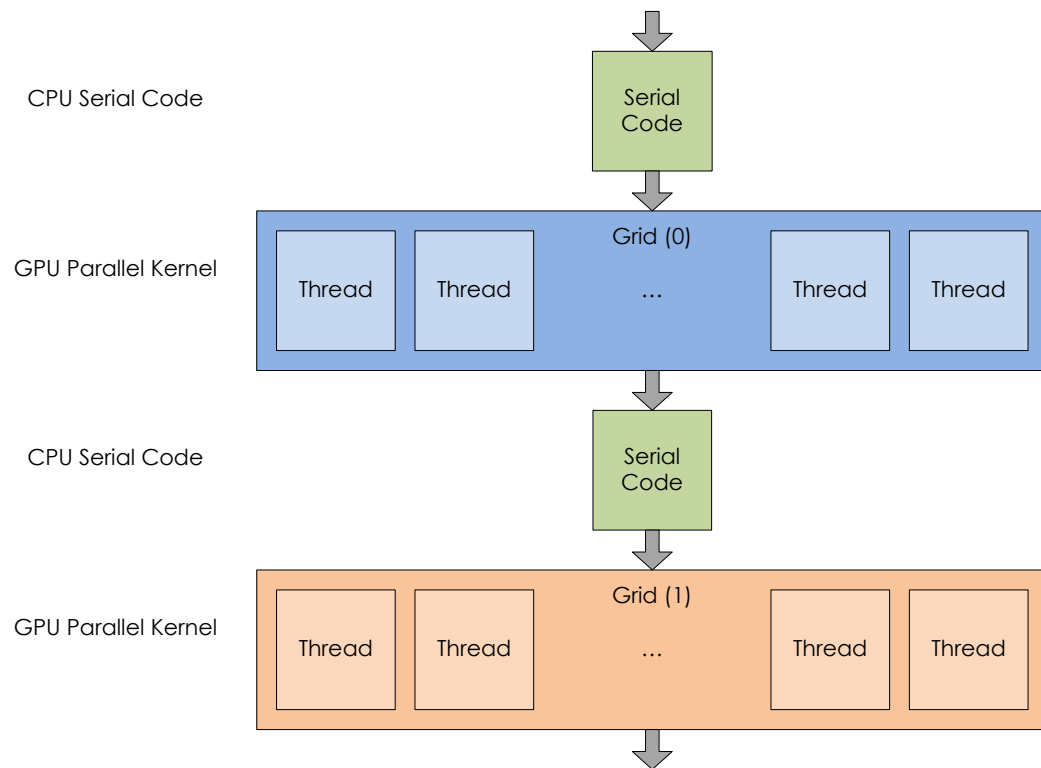 CPU Serial Code
Serial
Code
Grid (0)
GPU Parallel Kernel
Thread
Thread
...
Thread
Thread
CPU Serial Code
Serial
Code
Grid (1)
GPU Parallel Kernel
Thread
Thread
...
Thread
Thread